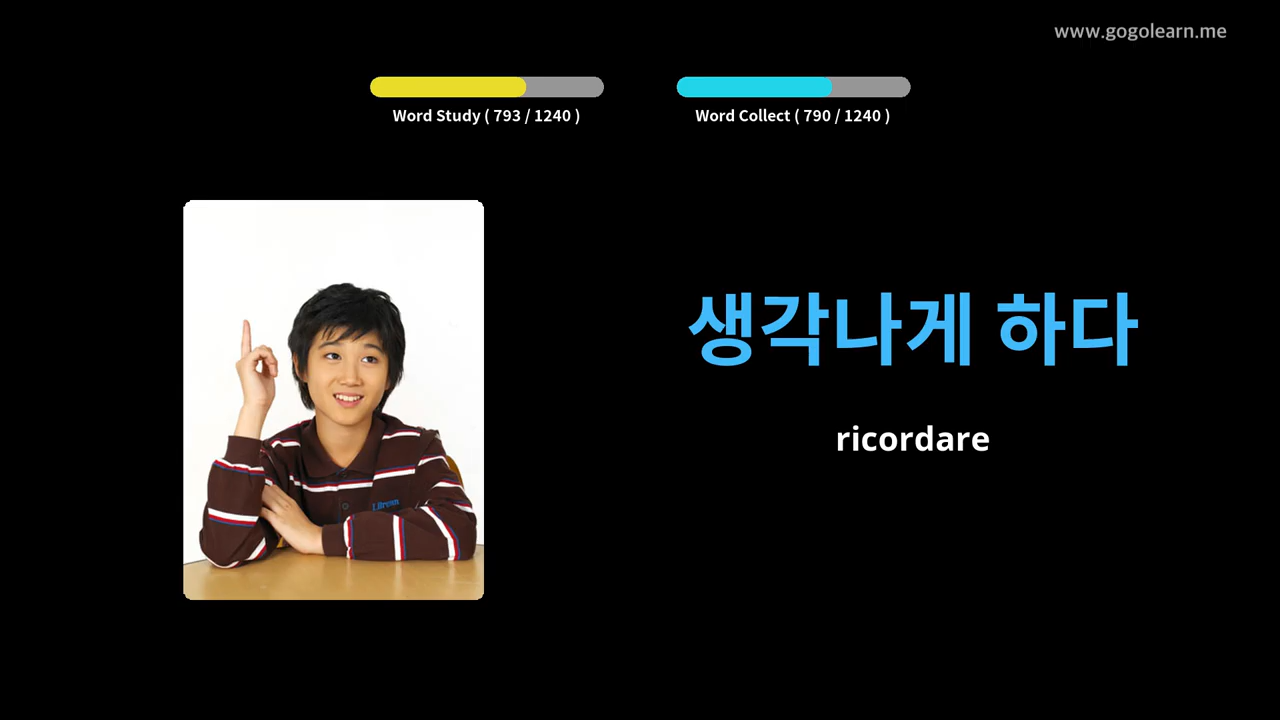 www.gogolearn.me
Word Study ( 793 / 1240 )
Word Collect ( 790 / 1240 )
생각나게 하다
ricordare